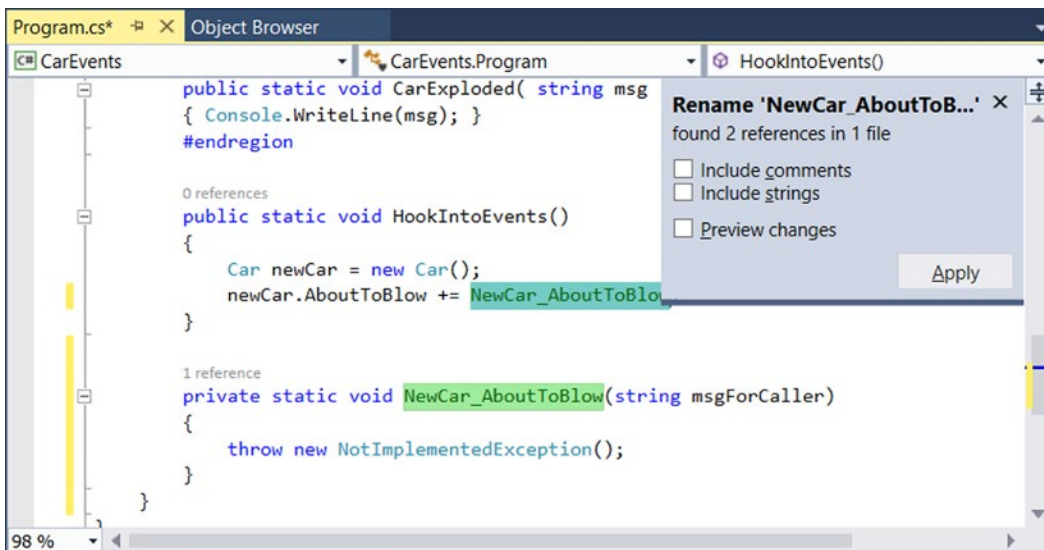 Program.cs* Object Browser
C# CarEvents CarEvents.Program HookIntoEvents()
public static void CarExploded( string msg
{ Console.WriteLine(msg); }
#endregion
0 references
public static void HookIntoEvents()
{
Car newCar = new Car();
newCar.AboutToBlow += NewCar_AboutToBlow
}
1 reference
private static void NewCar_AboutToBlow(string msgForCaller)
{
throw new NotImplementedException();
}
}
}
Rename 'NewCar_AboutToB...'
found 2 references in 1 file
Include comments
Include strings
Preview changes
Apply
98 %